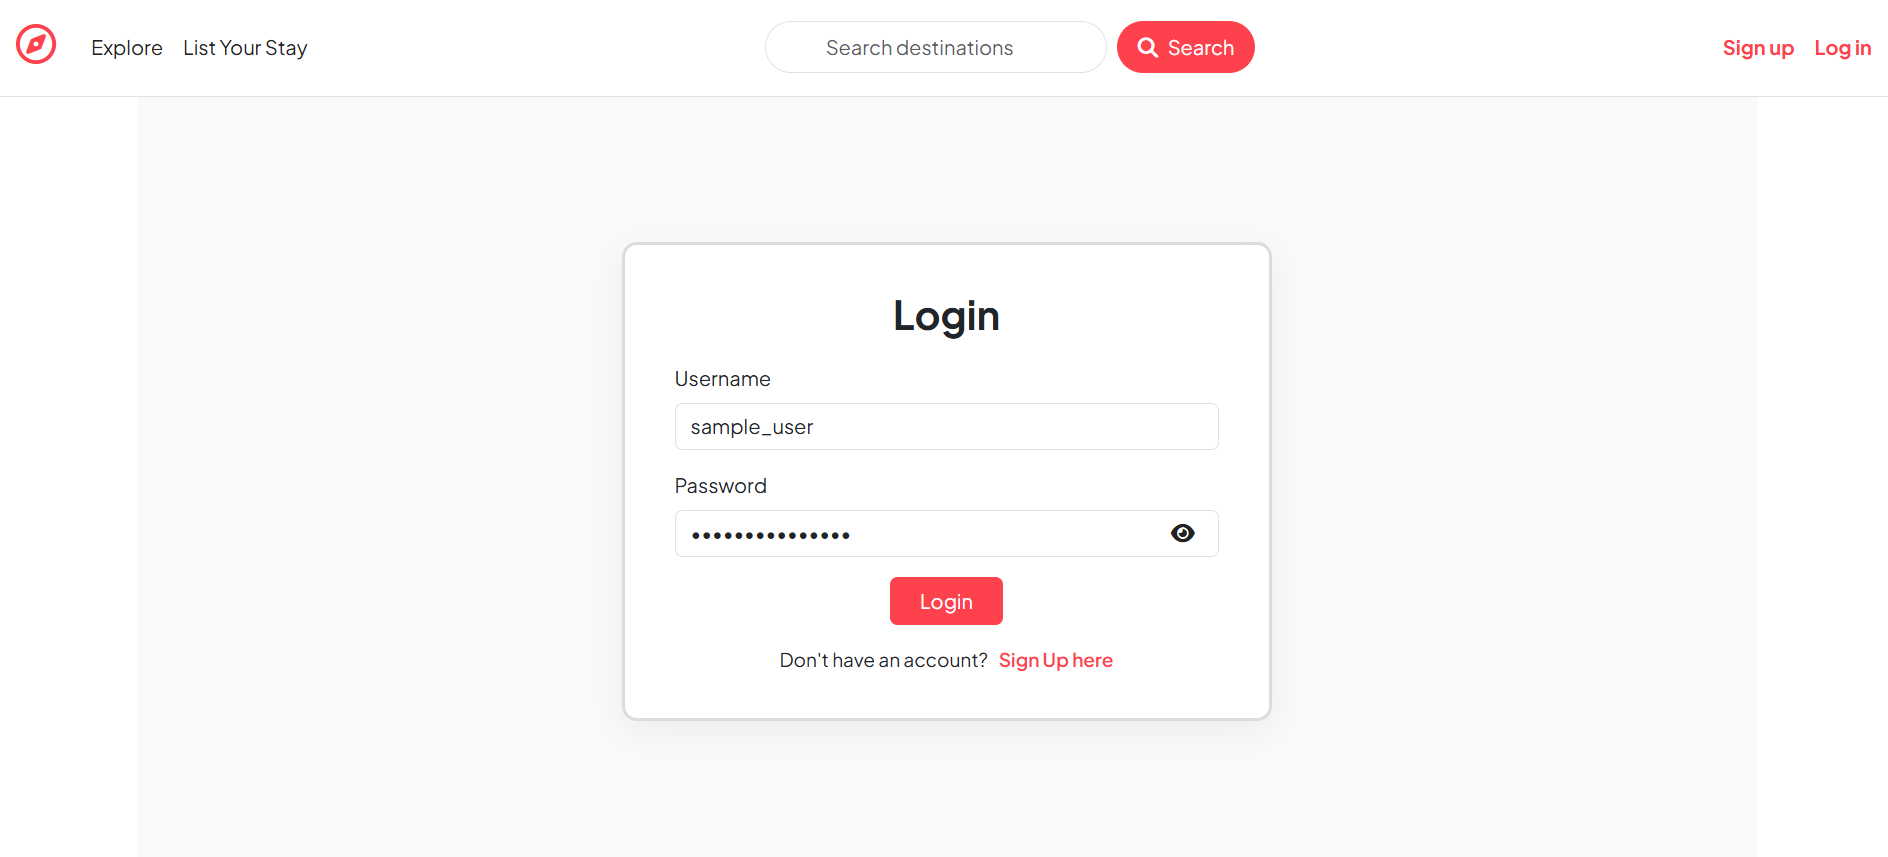 Explore List Your Stay Search destinations Search Sign up Log in
Login
Username
sample_user
Password
•••••••••••••••
Login
Don't have an account? Sign Up here